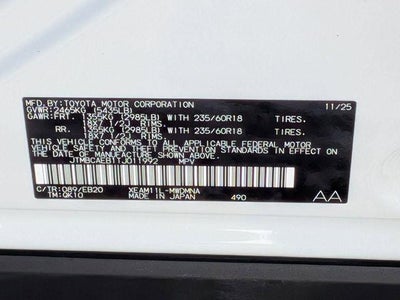 MFD.BY:TOYOTA MOTOR CORPORATION 11/25
GVWR:2465KG (5435LB)
GAWR:FRT. 1355KG (2985LB) WITH 235/60R18 TIRES.
18X7 1/2J RIMS.
RR. 1355KG (2985LB) WITH 235/60R18 TIRES.
18X7 1/2J RIMS.
THIS VEHICLE CONFORMS TO ALL APPLICABLE FEDERAL MOTOR
VEHICLE SAFETY, BUMPER, AND THEFT PREVENTION STANDARDS
IN EFFECT ON THE DATE OF MANUFACTURE SHOWN ABOVE.
MPV
C/TR:089/EB20 XEAM11L-MWDMNA AA
TM:QK10 MADE IN JAPAN 490